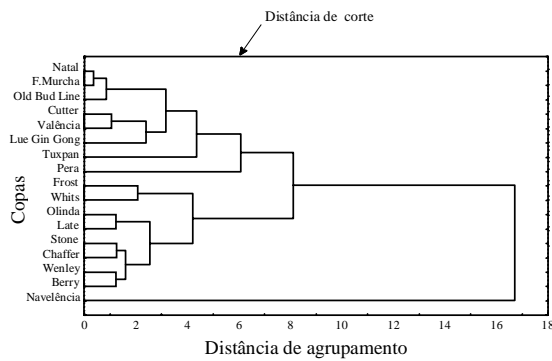 Distância de corte
Natal
F.Murcha
Old Bud Line
Cutter
Valência
Lue Gin Gong
Tuxpan
Pera
Frost
Whits
Olinda
Late
Stone
Chaffer
Wenley
Berry
Navelência
Copas
0 2 4 6 8 10 12 14 16 18
Distância de agrupamento